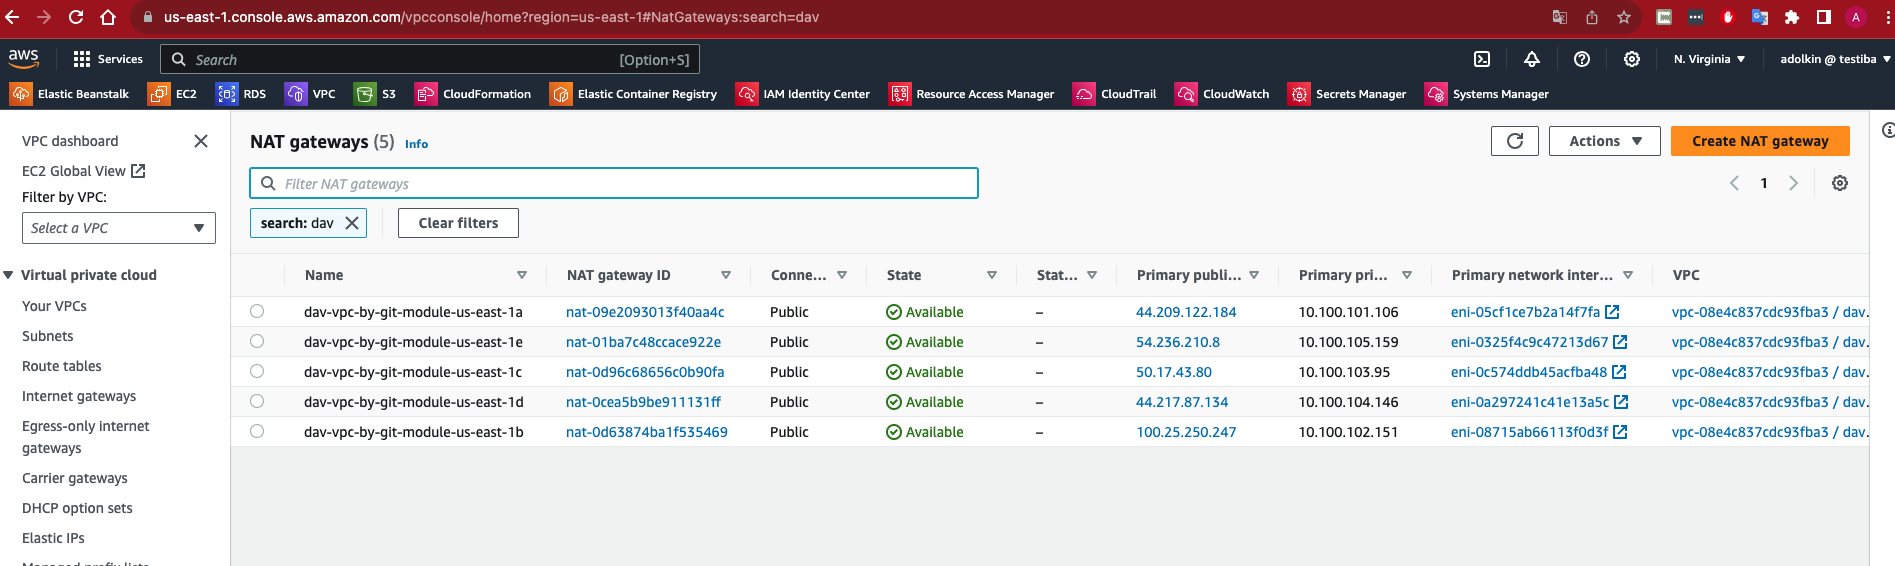 us-east-1.console.aws.amazon.com/vpcconsole/home?region=us-east-1#NatGateways:search=dav
A
aws
Services
Search
[Option+S]
N. Virginia
adolkin @ testiba
Elastic Beanstalk
EC2
RDS
VPC
S3
CloudFormation
Elastic Container Registry
IAM Identity Center
Resource Access Manager
CloudTrail
CloudWatch
Secrets Manager
Systems Manager
VPC dashboard
EC2 Global View
Filter by VPC:
Select a VPC
Virtual private cloud
Your VPCs
Subnets
Route tables
Internet gateways
Egress-only internet
gateways
Carrier gateways
DHCP option sets
Elastic IPs
Managed prefix lists
NAT gateways (5) Info
Actions
Create NAT gateway
Filter NAT gateways
1
search: dav
Clear filters
Name NAT gateway ID Conne... State Stat... Primary publi... Primary pri... Primary network inter... VPC
dav-vpc-by-git-module-us-east-1a nat-09e2093013f40aa4c Public Available – 44.209.122.184 10.100.101.106 eni-05cf1ce7b2a14f7fa vpc-08e4c837cdc93fba3 / dav.
dav-vpc-by-git-module-us-east-1e nat-01ba7c48ccace922e Public Available – 54.236.210.8 10.100.105.159 eni-0325f4c9c47213d67 vpc-08e4c837cdc93fba3 / dav.
dav-vpc-by-git-module-us-east-1c nat-0d96c68656c0b90fa Public Available – 50.17.43.80 10.100.103.95 eni-0c574ddb45acfba48 vpc-08e4c837cdc93fba3 / dav.
dav-vpc-by-git-module-us-east-1d nat-0cea5b9be911131ff Public Available – 44.217.87.134 10.100.104.146 eni-0a297241c41e13a5c vpc-08e4c837cdc93fba3 / dav.
dav-vpc-by-git-module-us-east-1b nat-0d63874ba1f535469 Public Available – 100.25.250.247 10.100.102.151 eni-08715ab66113f0d3f vpc-08e4c837cdc93fba3 / dav.